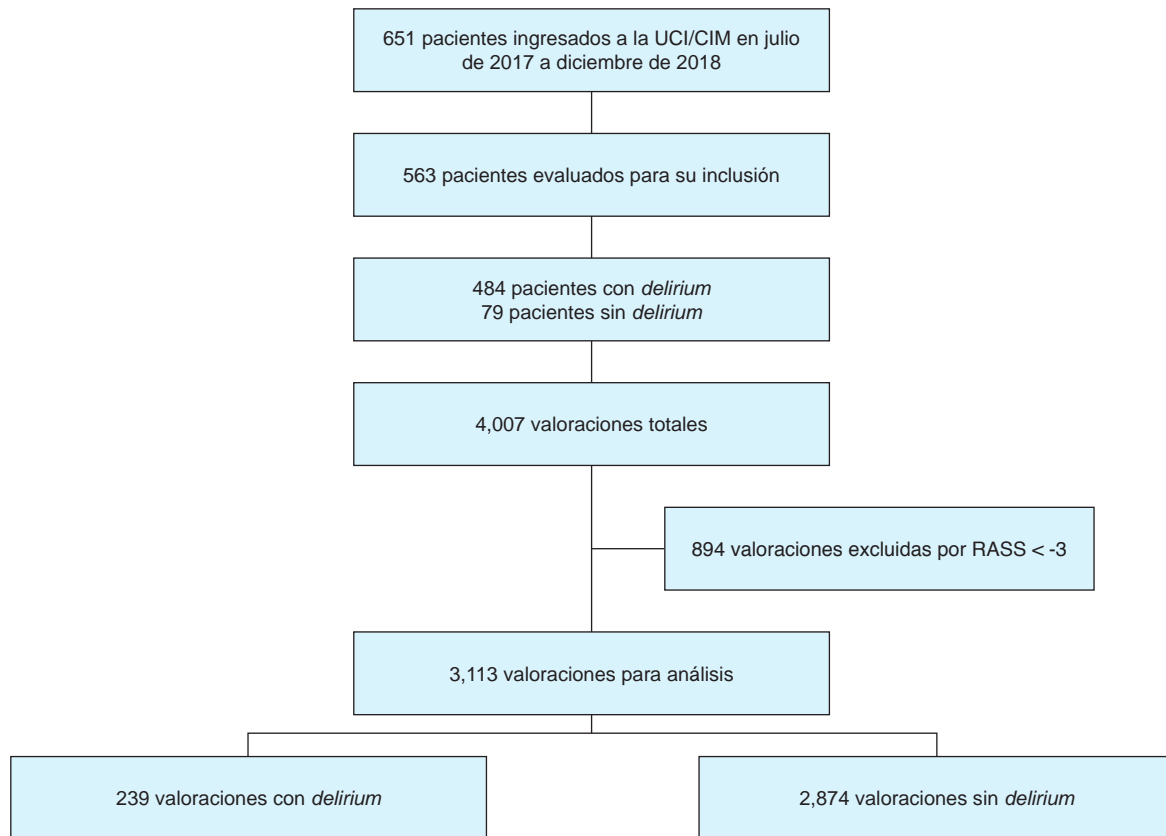 651 pacientes ingresados a la UCI/CIM en julio
de 2017 a diciembre de 2018
563 pacientes evaluados para su inclusión
484 pacientes con delirium
79 pacientes sin delirium
4,007 valoraciones totales
894 valoraciones excluidas por RASS < -3
3,113 valoraciones para análisis
239 valoraciones con delirium
2,874 valoraciones sin delirium